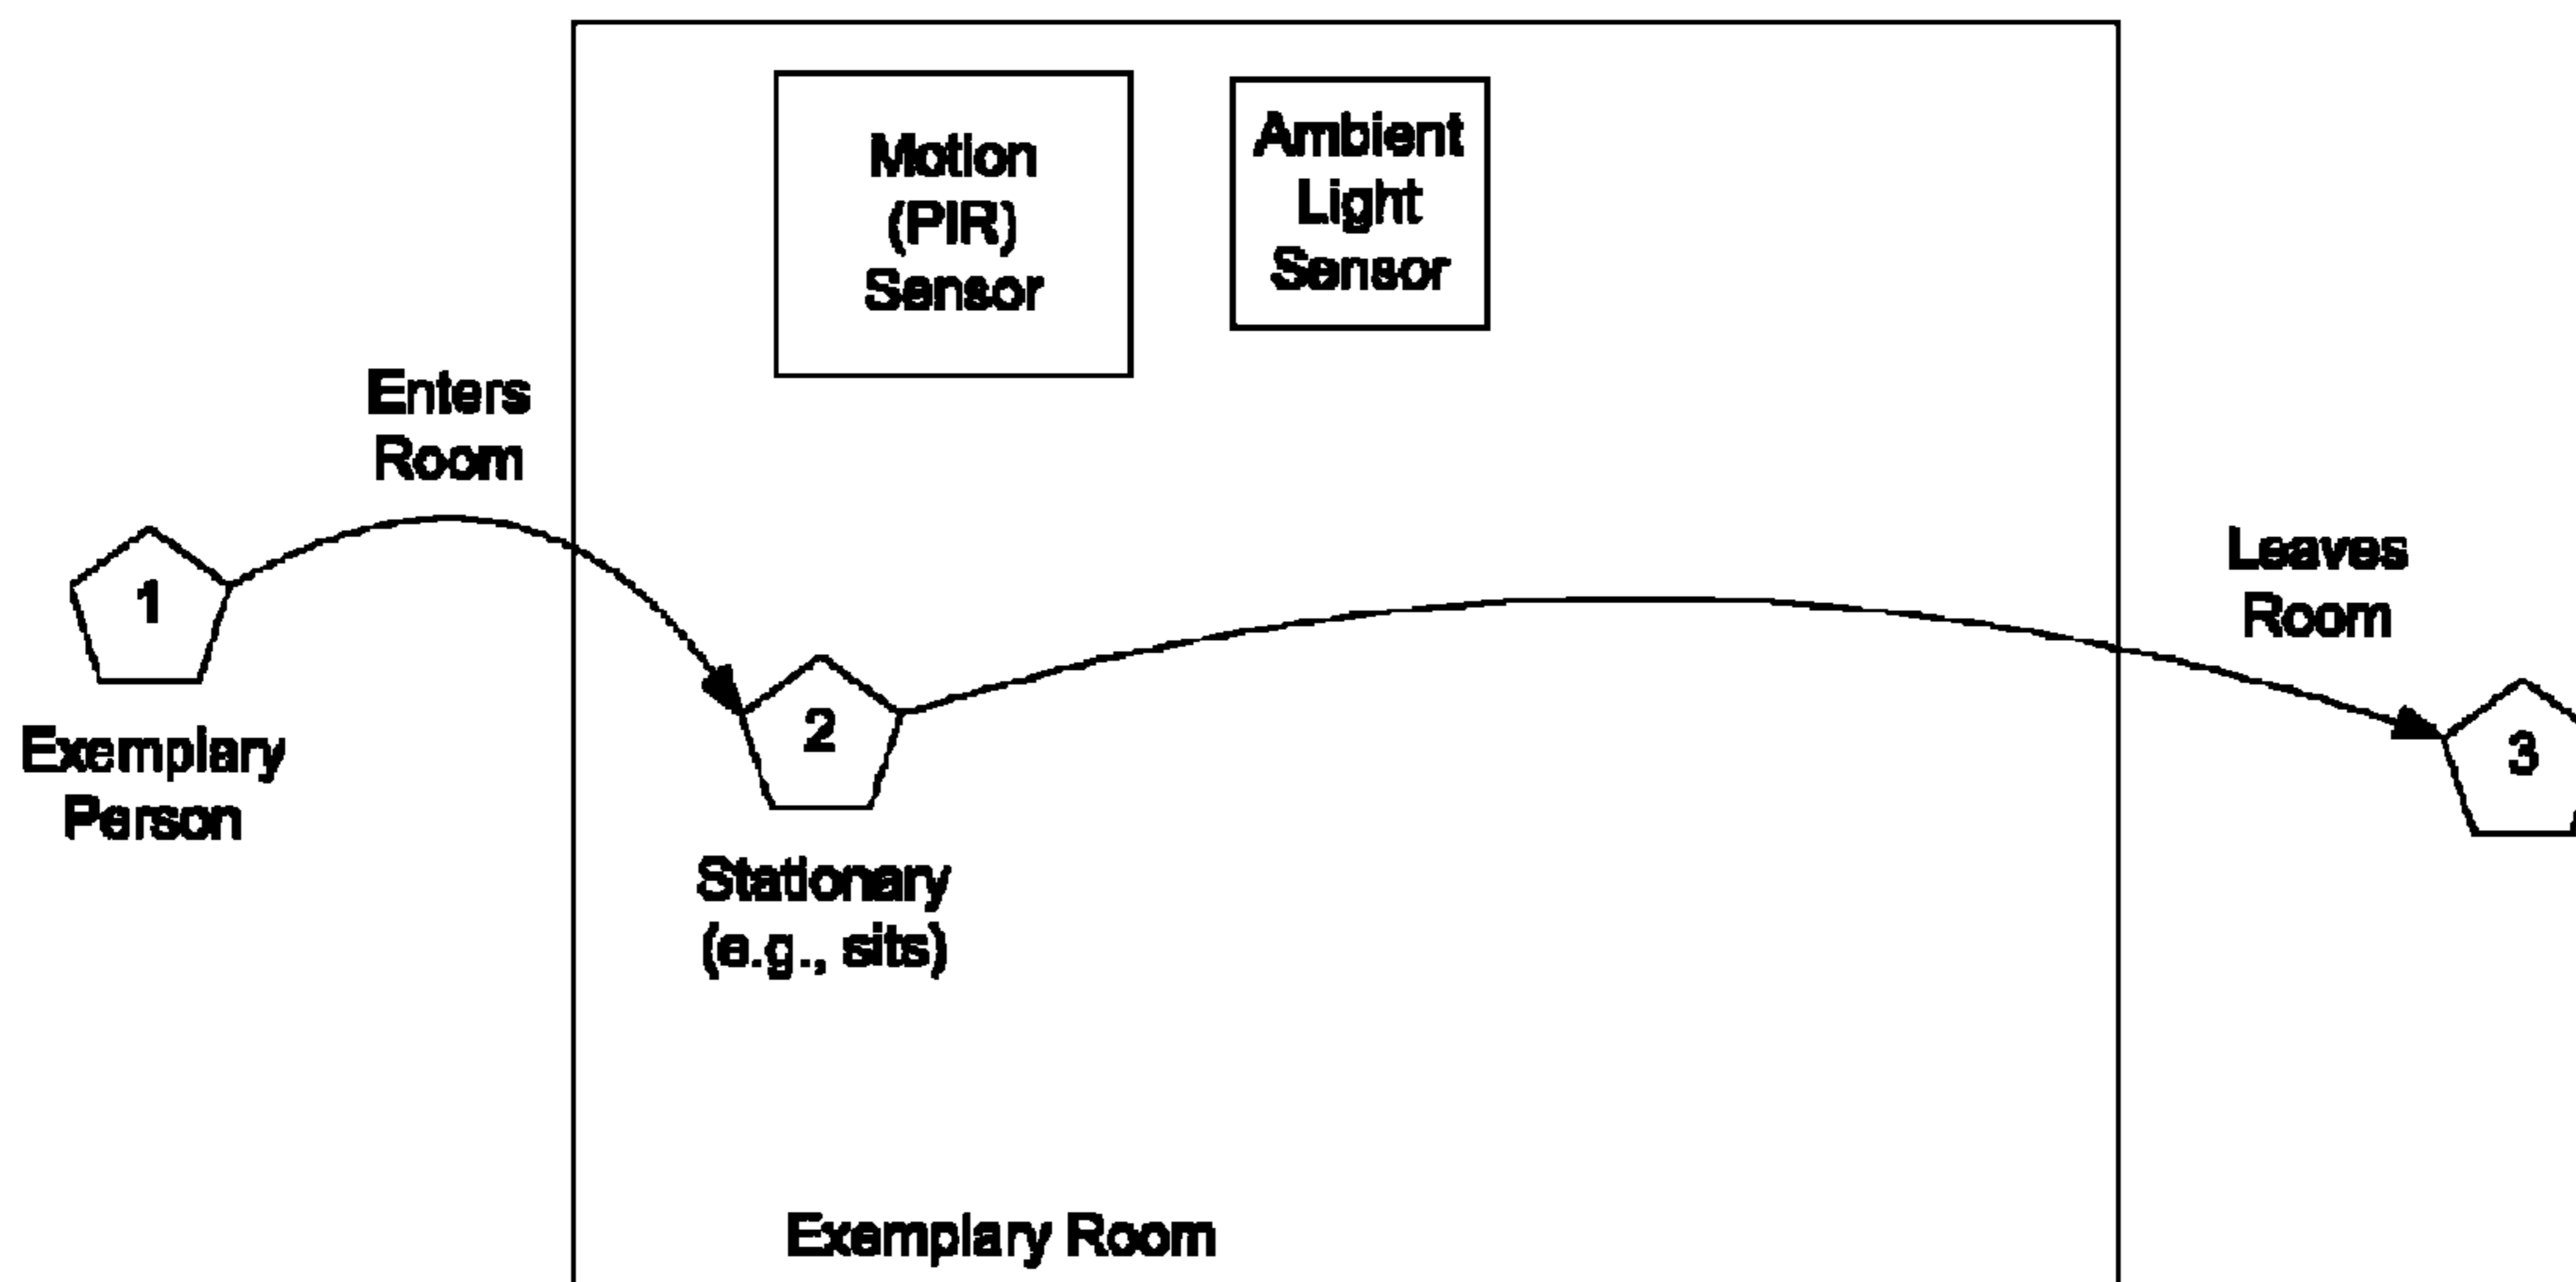 Motion
(PIR)
Sensor
Ambient
Light
Sensor
Enters
Room
Leaves
Room
1
2
3
Exemplary
Person
Stationary
(e.g., sits)
Exemplary Room